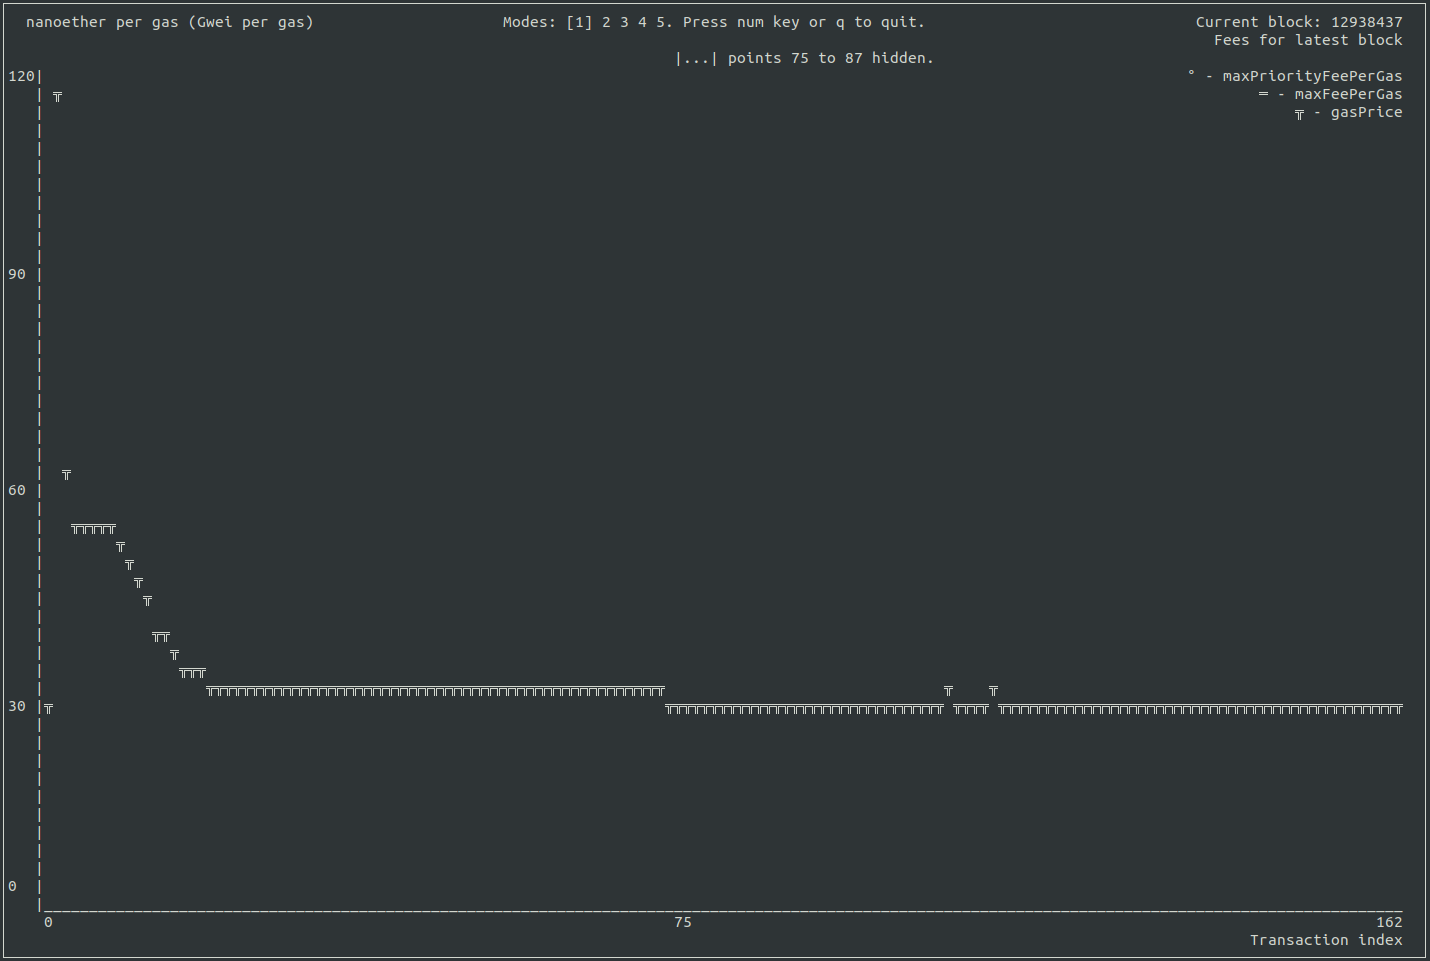 nanoether per gas (Gwei per gas) Modes: [1] 2 3 4 5. Press num key or q to quit. Current block: 12938437
Fees for latest block
|...| points 75 to 87 hidden.
120
° - maxPriorityFeePerGas
═ - maxFeePerGas
╦ - gasPrice
90
60
30
0
0 75 162
Transaction index